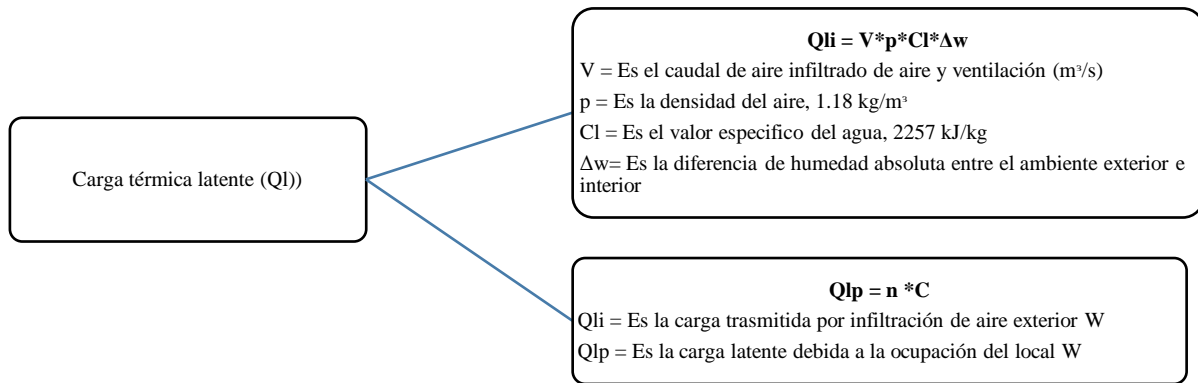 Carga térmica latente (Ql))
Qli = V*p*Cl*Δw
V = Es el caudal de aire infiltrado de aire y ventilación (m³/s)
p = Es la densidad del aire, 1.18 kg/m³
Cl = Es el valor especifico del agua, 2257 kJ/kg
Δw= Es la diferencia de humedad absoluta entre el ambiente exterior e
interior
Qlp = n *C
Qli = Es la carga trasmitida por infiltración de aire exterior W
Qlp = Es la carga latente debida a la ocupación del local W